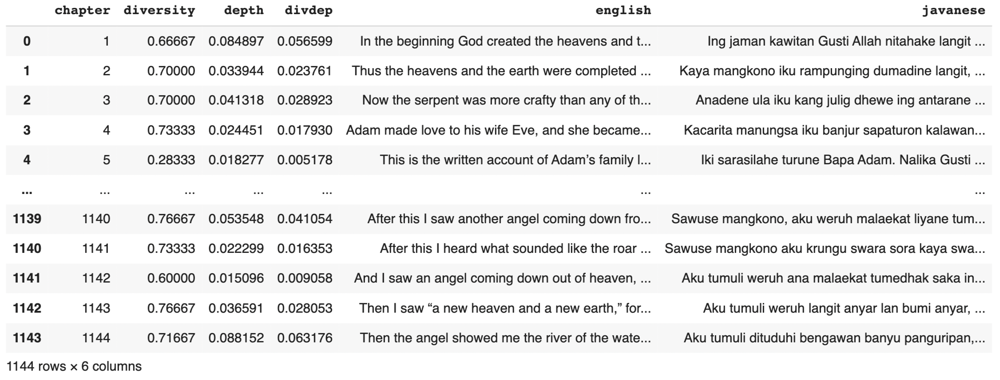 chapter diversity depth divdep english javanese
0 1 0.66667 0.084897 0.056599 In the beginning God created the heavens and t... Ing jaman kawitan Gusti Allah nitahake langit ...
1 2 0.70000 0.033944 0.023761 Thus the heavens and the earth were completed ... Kaya mangkono iku rampunging dumadine langit, ...
2 3 0.70000 0.041318 0.028923 Now the serpent was more crafty than any of th... Anadene ula iku kang julig dhewe ing antarane ...
3 4 0.73333 0.024451 0.017930 Adam made love to his wife Eve, and she became... Kacarita manungsa iku banjur sapaturon kalawan...
4 5 0.28333 0.018277 0.005178 This is the written account of Adam’s family l... Iki sarasilahe turune Bapa Adam. Nalika Gusti ...
... ... ... ... ... ... ...
1139 1140 0.76667 0.053548 0.041054 After this I saw another angel coming down fro... Sawuse mangkono, aku weruh malaekat liyane tum...
1140 1141 0.73333 0.022299 0.016353 After this I heard what sounded like the roar ... Sawuse mangkono aku krungu swara sora kaya swa...
1141 1142 0.60000 0.015096 0.009058 And I saw an angel coming down out of heaven, ... Aku tumuli weruh ana malaekat tumedhak saka in...
1142 1143 0.76667 0.036591 0.028053 Then I saw “a new heaven and a new earth,” for... Aku tumuli weruh langit anyar lan bumi anyar, ...
1143 1144 0.71667 0.088152 0.063176 Then the angel showed me the river of the wate... Aku tumuli dituduhi bengawan banyu panguripan,...
1144 rows × 6 columns